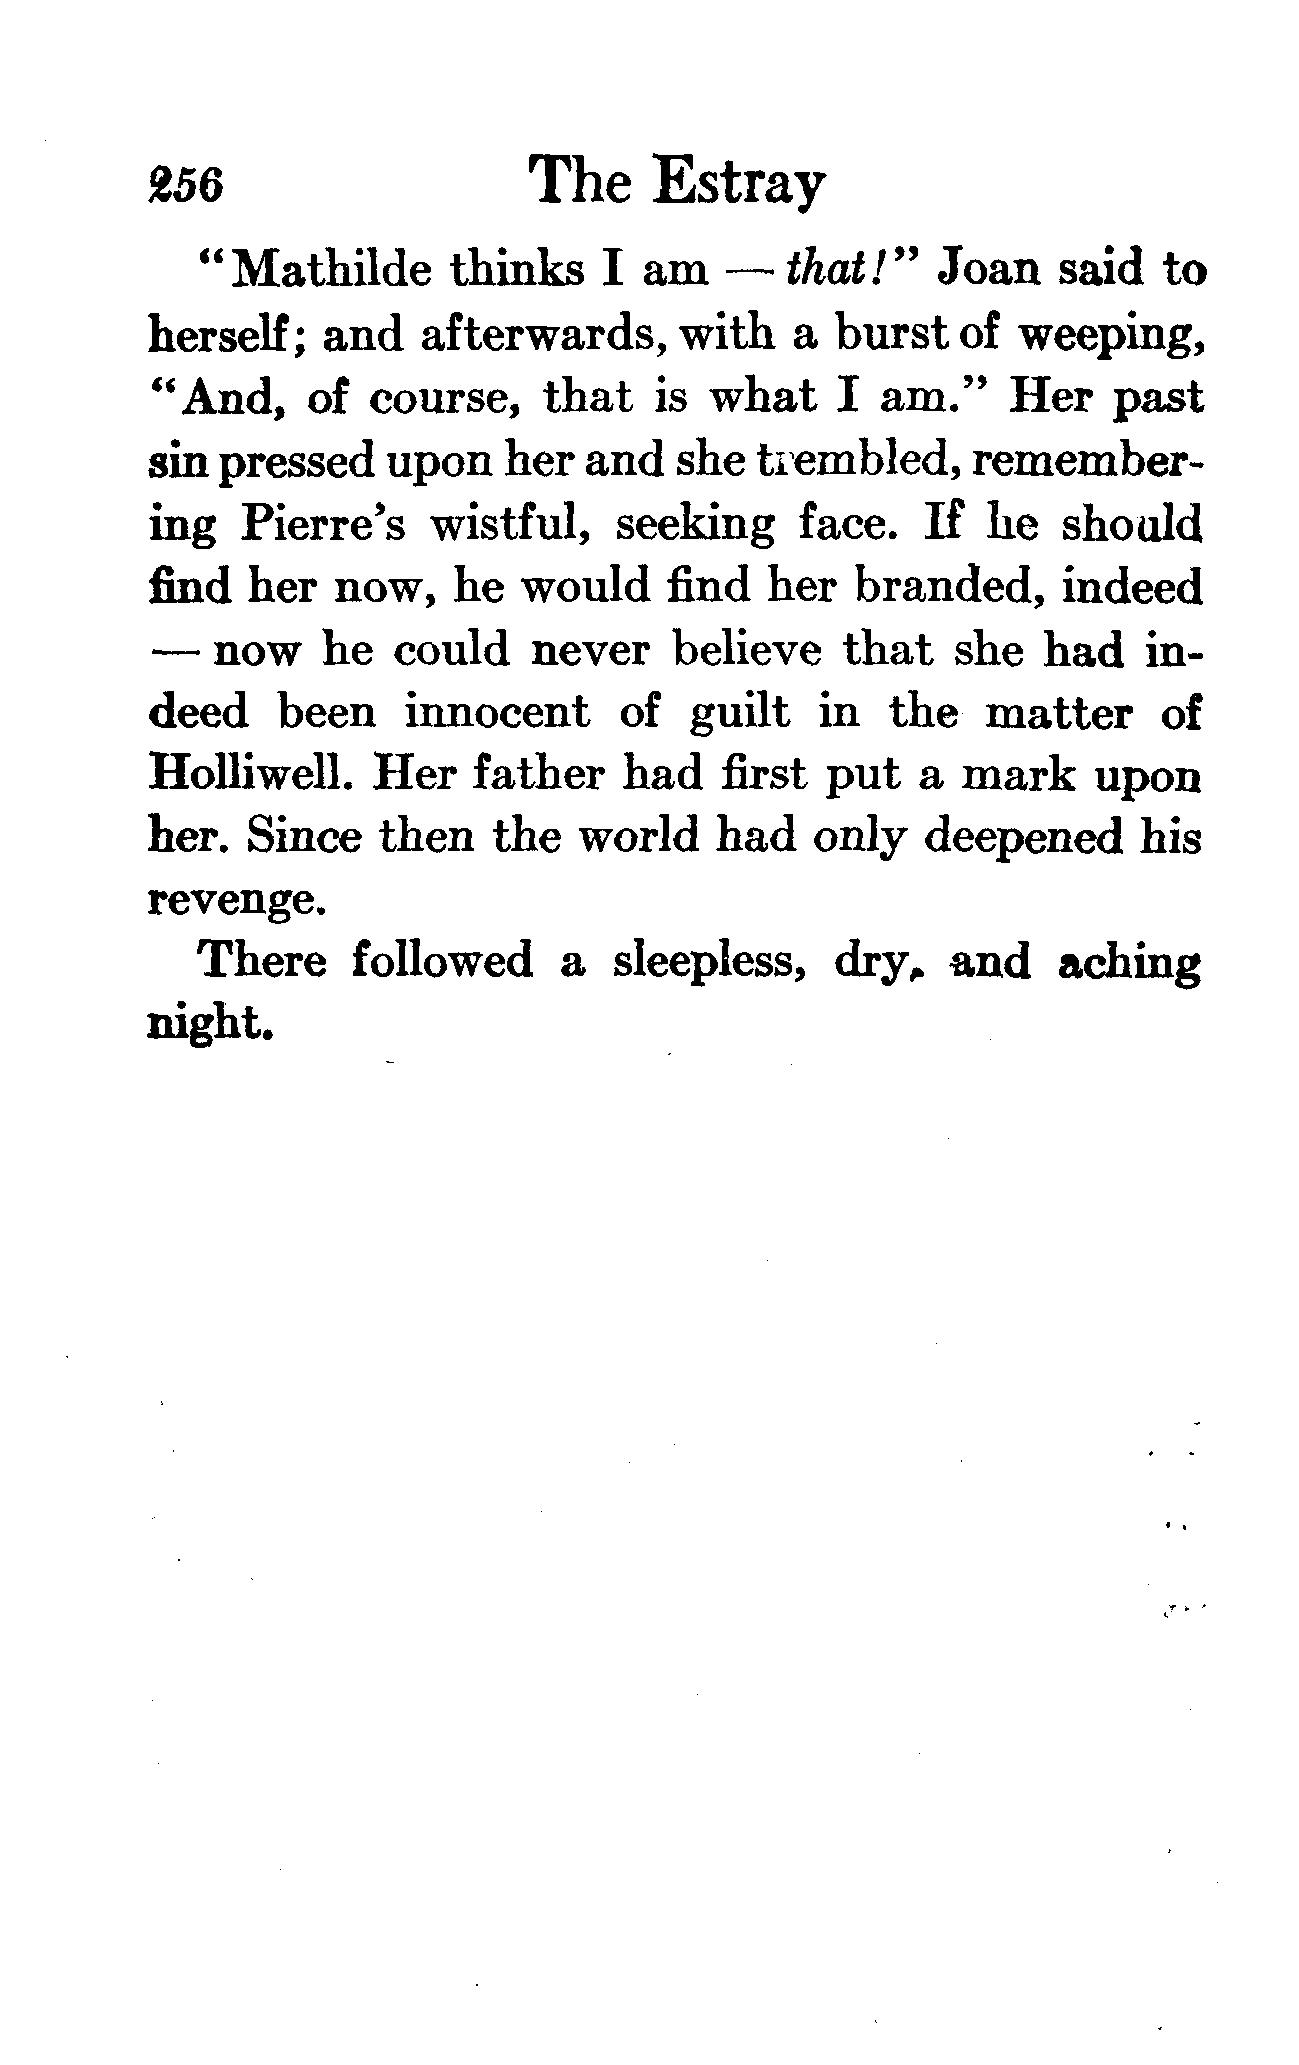 256 The Estray
“Mathilde thinks I am — that!” Joan said to
herself; and afterwards, with a burst of weeping,
“And, of course, that is what I am.” Her past
sin pressed upon her and she trembled, remember-
ing Pierre’s wistful, seeking face. If he should
find her now, he would find her branded, indeed
— now he could never believe that she had in-
deed been innocent of guilt in the matter of
Holliwell. Her father had first put a mark upon
her. Since then the world had only deepened his
revenge.
There followed a sleepless, dry, and aching
night.